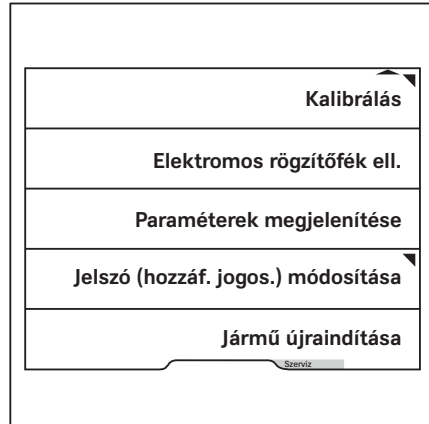 Kalibrálás
Elektromos rögzítőfék ell.
Paraméterek megjelenítése
Jelszó (hozzáf. jogos.) módosítása
Jármű újraindítása
Szerviz